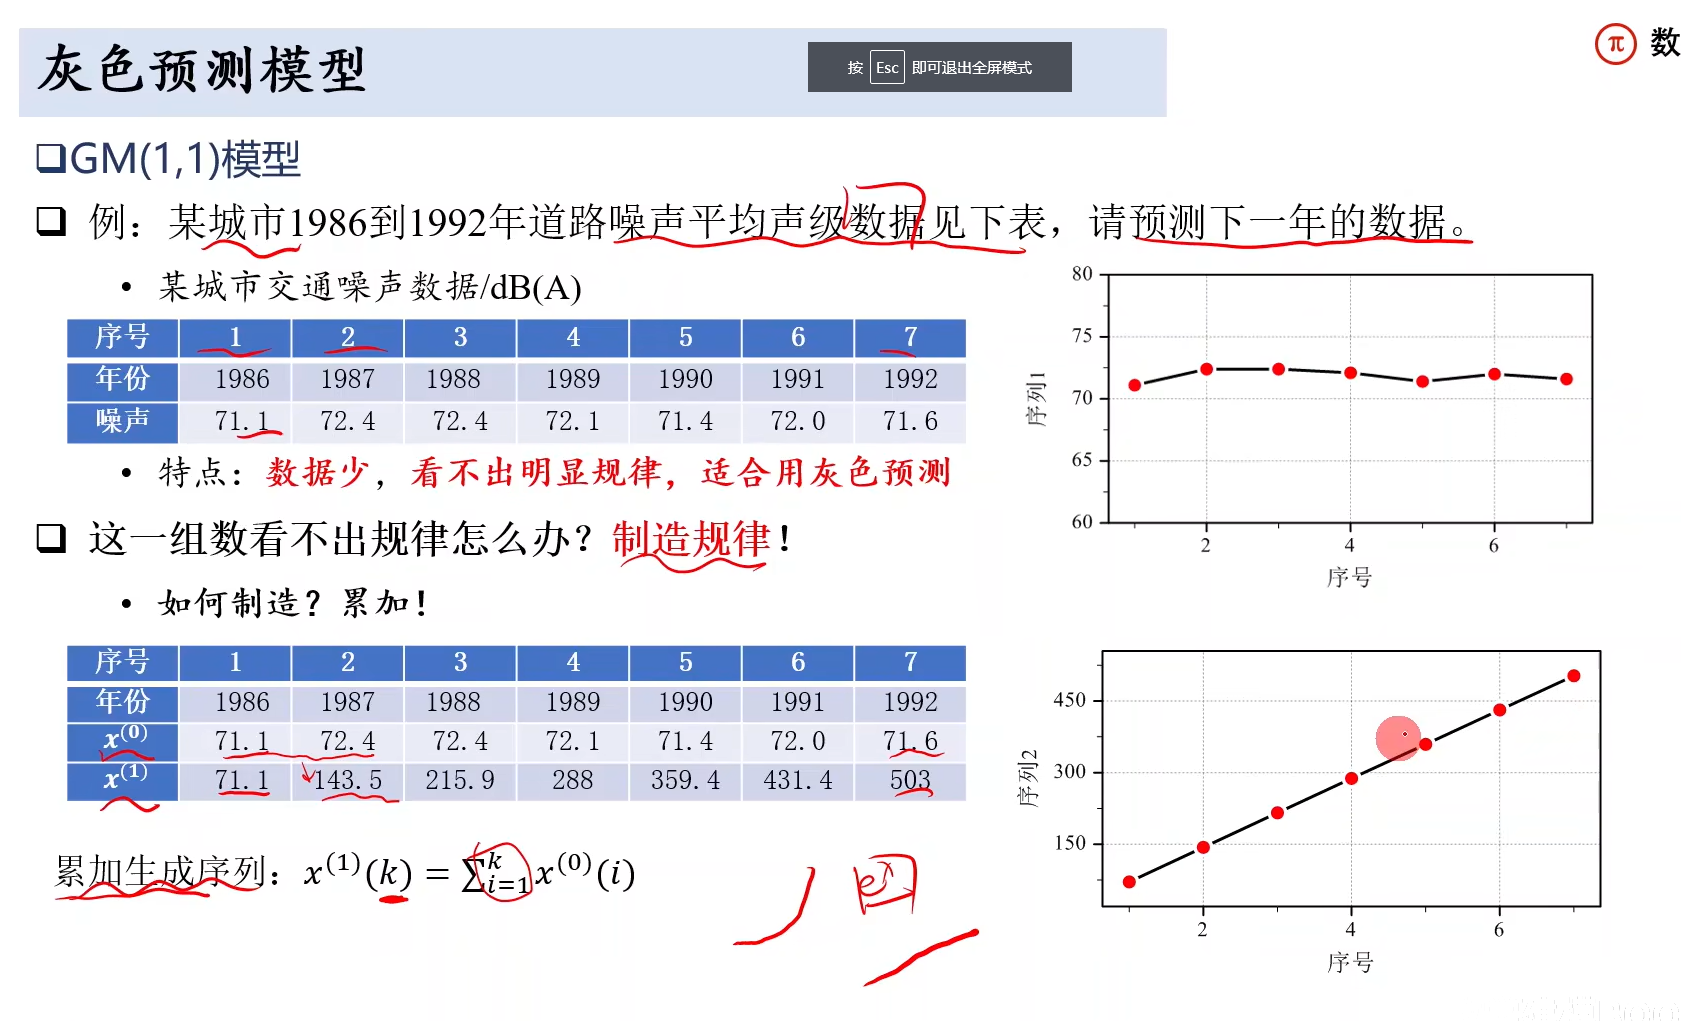 灰色预测模型
按 Esc 即可退出全屏模式
π 数
❑GM(1,1)模型
❑ 例：某城市1986到1992年道路噪声平均声级数据见下表，请预测下一年的数据。
• 某城市交通噪声数据/dB(A)
序号 1 2 3 4 5 6 7
年份 1986 1987 1988 1989 1990 1991 1992
噪声 71.1 72.4 72.4 72.1 71.4 72.0 71.6
• 特点：数据少，看不出明显规律，适合用灰色预测
❑ 这一组数看不出规律怎么办？制造规律！
• 如何制造？累加！
序号 1 2 3 4 5 6 7
年份 1986 1987 1988 1989 1990 1991 1992
x⁽⁰⁾ 71.1 72.4 72.4 72.1 71.4 72.0 71.6
x⁽¹⁾ 71.1 143.5 215.9 288 359.4 431.4 503
累加生成序列：x⁽¹⁾(k) = ∑ᵏᵢ₌₁ x⁽⁰⁾(i)
eˣ
80
75
70
65
60
序列1
2 4 6
序号
450
300
150
序列2
2 4 6
序号